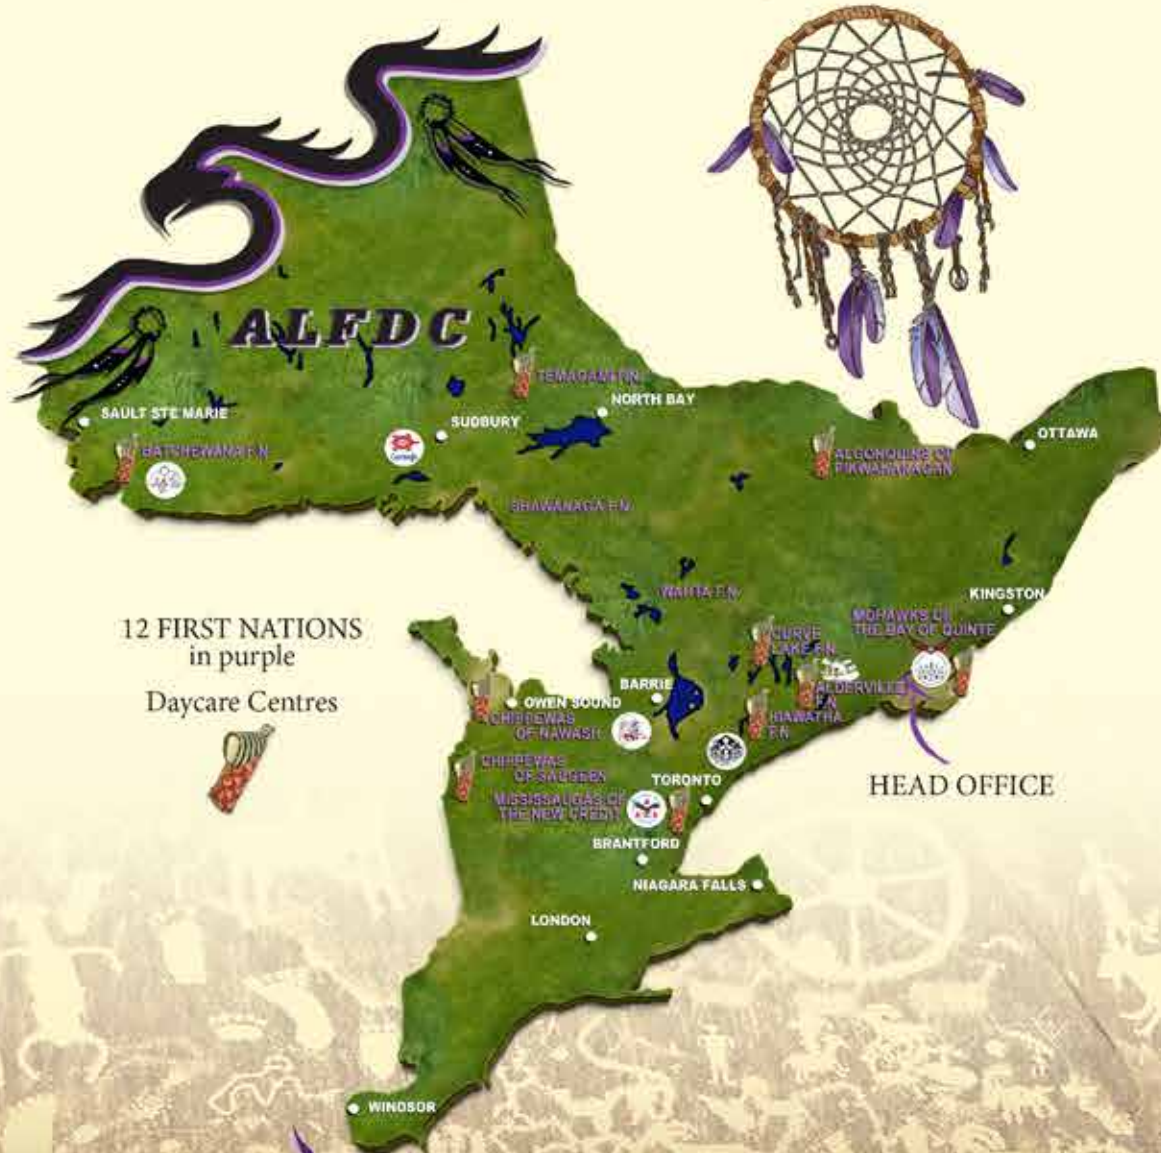 ALFDC
TEMAGAMI F.N.
NORTH BAY
SAULT STE MARIE
SUDBURY
OTTAWA
BATCHEWANA F.N.
ALGONQUINS OF
PIKWAKANAGAN
SHAWANAGA F.N.
WAHTA F.N.
KINGSTON
MOHAWKS OF
THE BAY OF QUINTE
12 FIRST NATIONS
in purple
CURVE
LAKE F.N.
Daycare Centres
BARRIE
ALDERVILLE
F.N.
OWEN SOUND
CHIPPEWAS
OF NAWASH
HIAWATHA
F.N.
CHIPPEWAS
OF SAUGEEN
TORONTO
HEAD OFFICE
MISSISSAUGAS OF
THE NEW CREDIT
BRANTFORD
NIAGARA FALLS
LONDON
WINDSOR